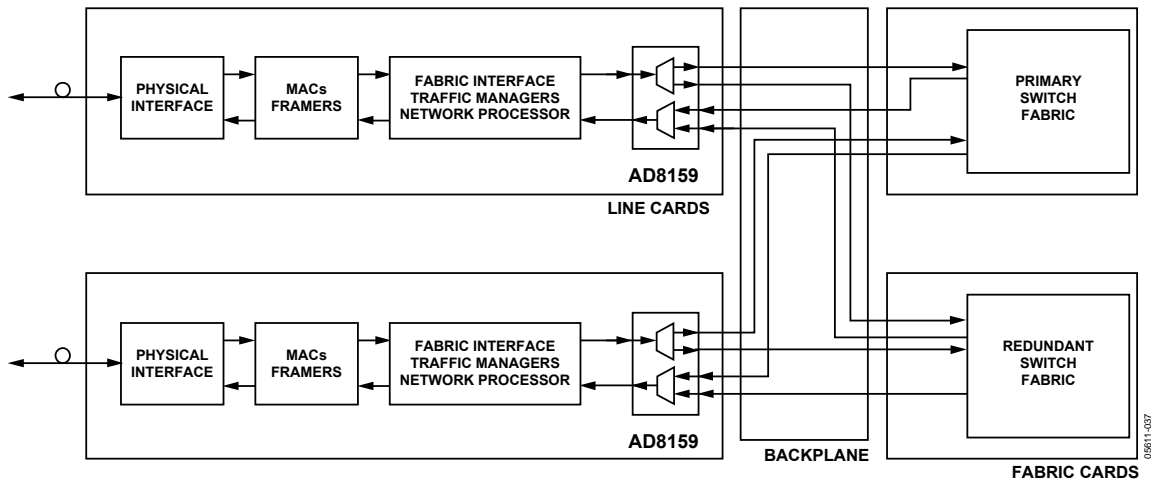 PHYSICAL
INTERFACE
MACs
FRAMERS
FABRIC INTERFACE
TRAFFIC MANAGERS
NETWORK PROCESSOR
AD8159
LINE CARDS
PRIMARY
SWITCH
FABRIC
PHYSICAL
INTERFACE
MACs
FRAMERS
FABRIC INTERFACE
TRAFFIC MANAGERS
NETWORK PROCESSOR
AD8159
BACKPLANE
REDUNDANT
SWITCH
FABRIC
FABRIC CARDS
05611-037